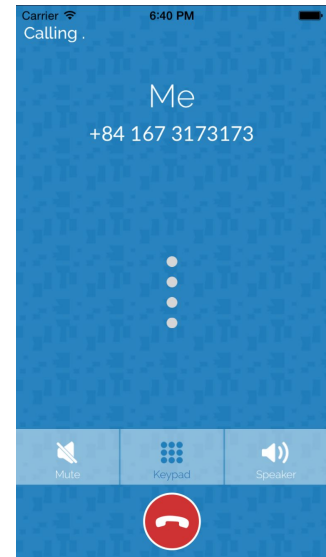 Carrier 6:40 PM
Calling .
Me
+84 167 3173173
Mute Keypad Speaker